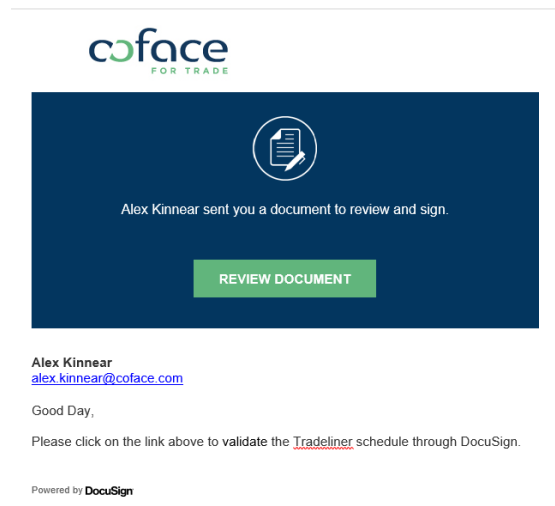 coface
FOR TRADE
Alex Kinnear sent you a document to review and sign.
REVIEW DOCUMENT
Alex Kinnear
alex.kinnear@coface.com
Good Day,
Please click on the link above to validate the Tradeliner schedule through DocuSign.
Powered by DocuSign